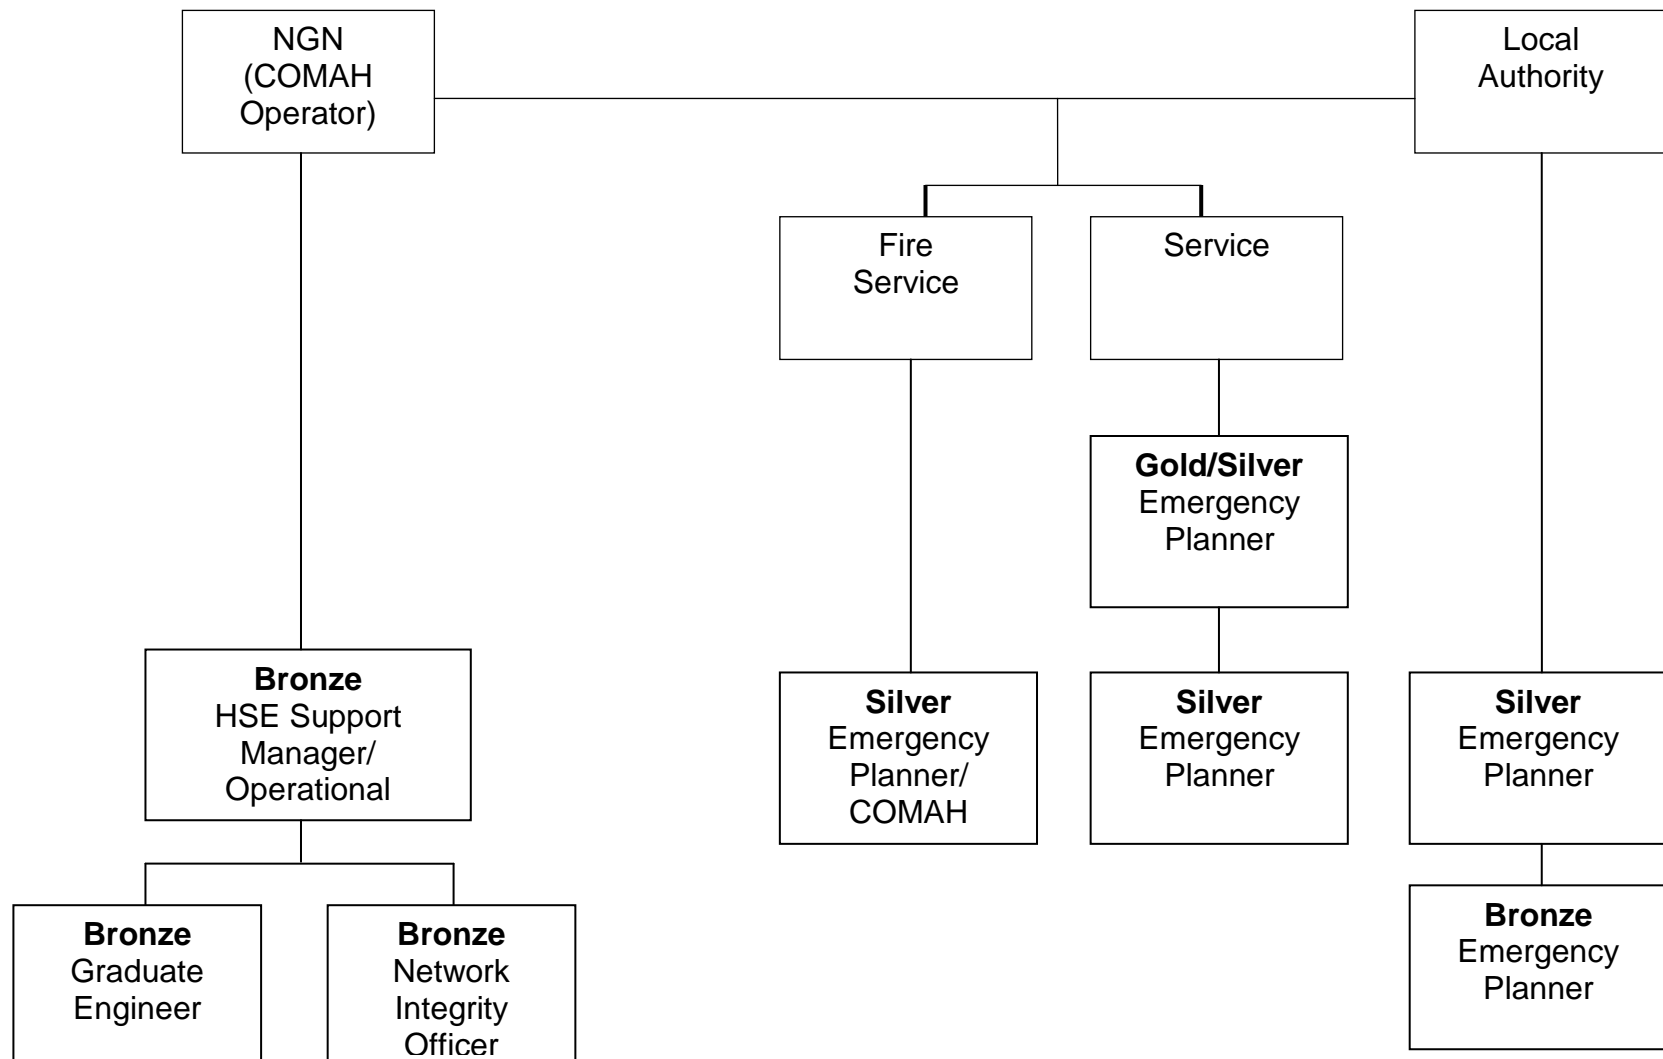 NGN
(COMAH
Operator)
Local
Authority
Fire
Service
Service
Gold/Silver
Emergency
Planner
Bronze
HSE Support
Manager/
Operational
Silver
Emergency
Planner/
COMAH
Silver
Emergency
Planner
Silver
Emergency
Planner
Bronze
Graduate
Engineer
Bronze
Network
Integrity
Officer
Bronze
Emergency
Planner